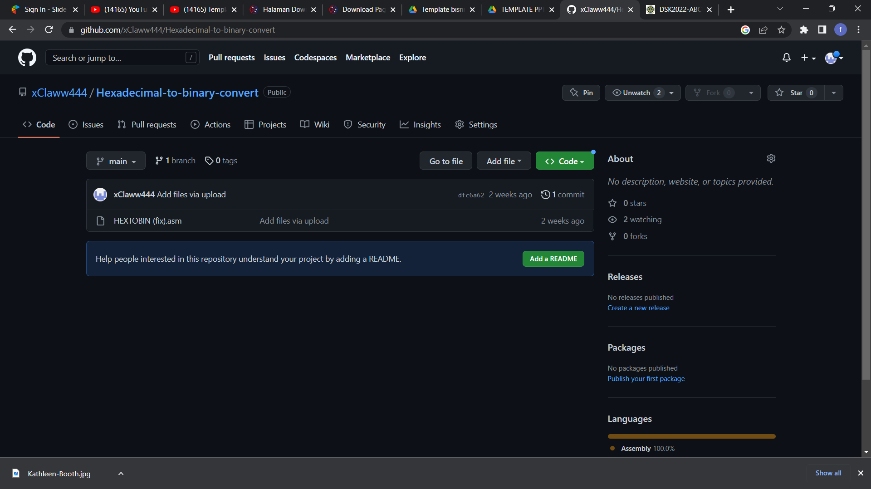 Sign In - Slide
(14165) YouTu
(14165) Templ
Halaman Dow
Download Pac
Template bisni
TEMPLATE PPT
xClaww444/He
DSK2022-ABC
github.com/xClaww444/Hexadecimal-to-binary-convert
Search or jump to...
/
Pull requests
Issues
Codespaces
Marketplace
Explore
xClaww444 / Hexadecimal-to-binary-convert
Public
Pin
Unwatch 2
Fork 0
Star 0
Code
Issues
Pull requests
Actions
Projects
Wiki
Security
Insights
Settings
main
1 branch
0 tags
Go to file
Add file
Code
xClaww444 Add files via upload
2 weeks ago
1 commit
HEXTOBIN (fix).asm
Add files via upload
2 weeks ago
Help people interested in this repository understand your project by adding a README.
Add a README
About
No description, website, or topics provided.
0 stars
2 watching
0 forks
Releases
No releases published
Create a new release
Packages
No packages published
Publish your first package
Languages
Assembly 100.0%
Kathleen-Booth.jpg
Show all